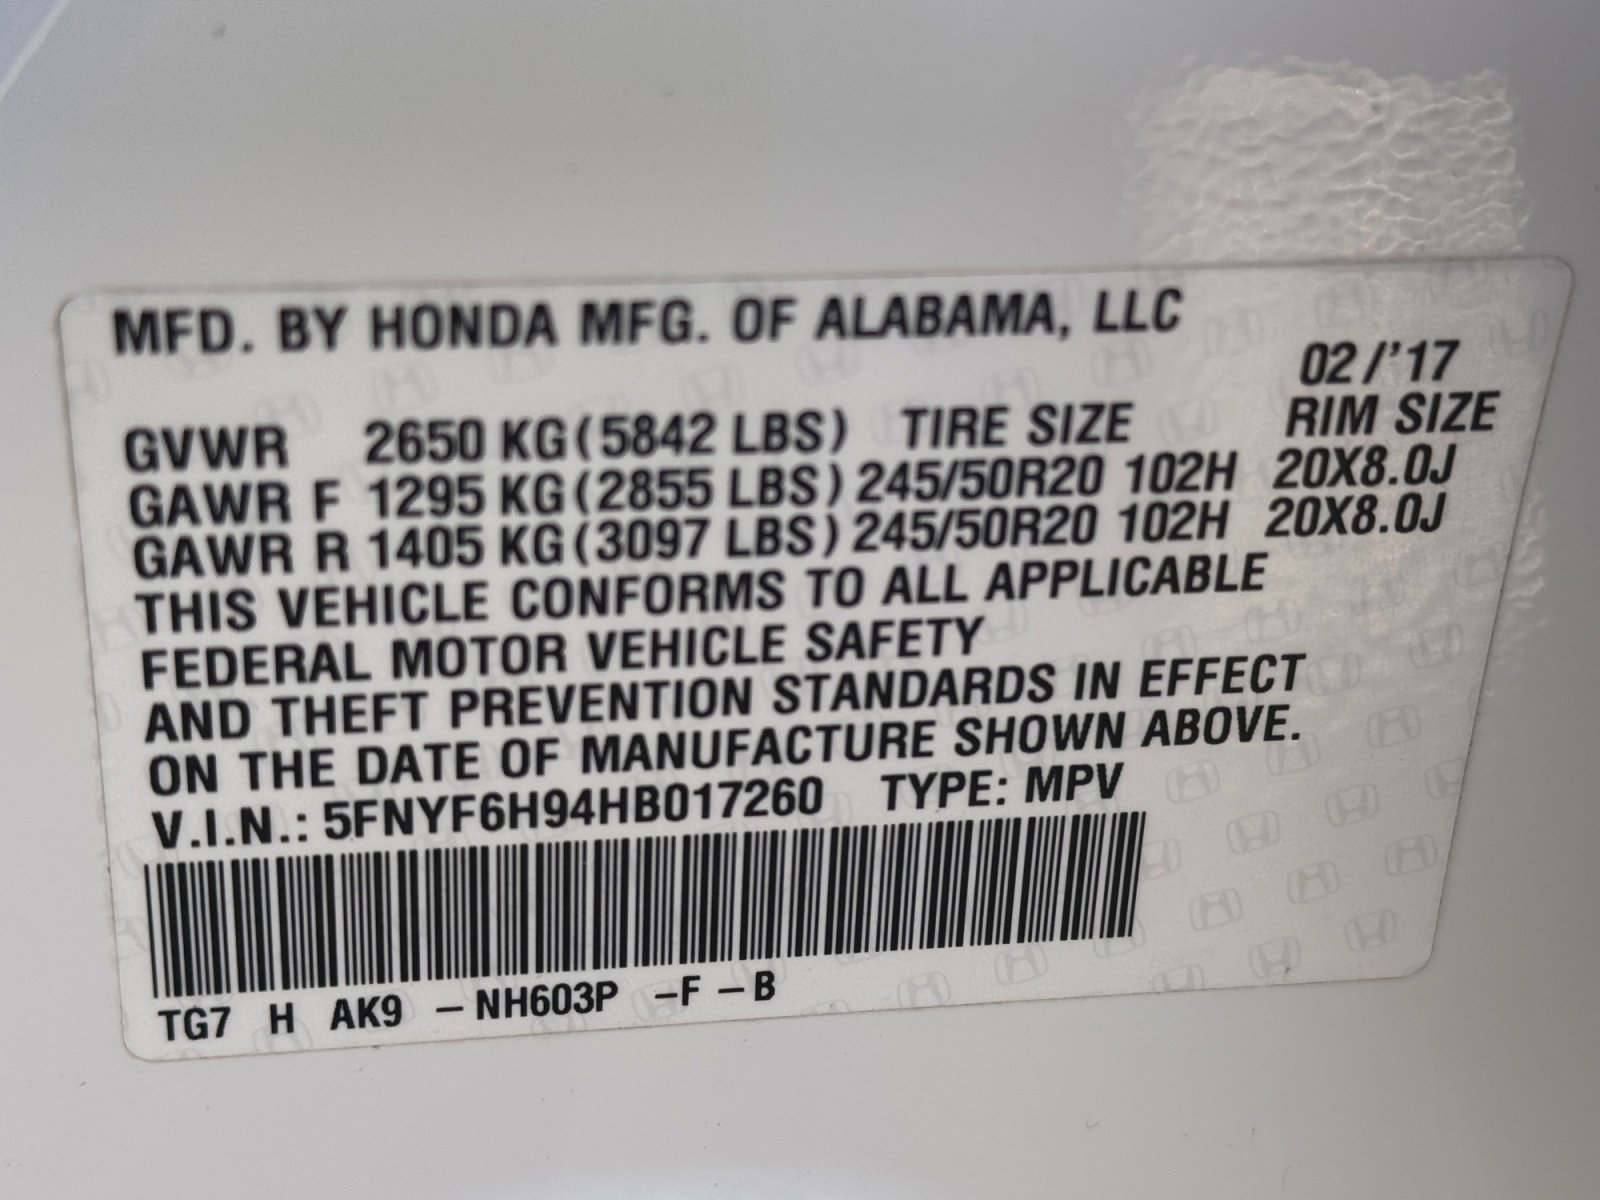 MFD. BY HONDA MFG. OF ALABAMA, LLC
02/'17
GVWR 2650 KG(5842 LBS) TIRE SIZE RIM SIZE
GAWR F 1295 KG(2855 LBS) 245/50R20 102H 20X8.0J
GAWR R 1405 KG(3097 LBS) 245/50R20 102H 20X8.0J
THIS VEHICLE CONFORMS TO ALL APPLICABLE
FEDERAL MOTOR VEHICLE SAFETY
AND THEFT PREVENTION STANDARDS IN EFFECT
ON THE DATE OF MANUFACTURE SHOWN ABOVE.
V.I.N.: 5FNYF6H94HB017260 TYPE: MPV
TG7 H AK9 –NH603P –F –B